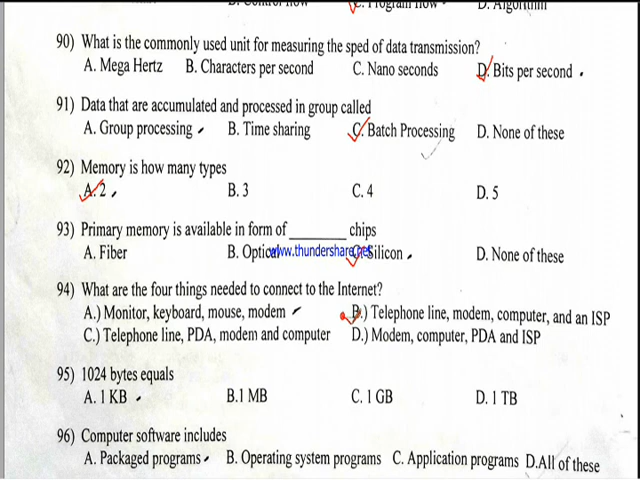 C. Program flow D. Algorithm
90) What is the commonly used unit for measuring the sped of data transmission?
A. Mega Hertz B. Characters per second C. Nano seconds D. Bits per second
91) Data that are accumulated and processed in group called
A. Group processing B. Time sharing C. Batch Processing D. None of these
92) Memory is how many types
A. 2 B. 3 C. 4 D. 5
93) Primary memory is available in form of ________ chips
A. Fiber B. Optical C. Silicon D. None of these
www.thundershare.net
94) What are the four things needed to connect to the Internet?
A.) Monitor, keyboard, mouse, modem B.) Telephone line, modem, computer, and an ISP
C.) Telephone line, PDA, modem and computer D.) Modem, computer, PDA and ISP
95) 1024 bytes equals
A. 1 KB B.1 MB C. 1 GB D. 1 TB
96) Computer software includes
A. Packaged programs B. Operating system programs C. Application programs D.All of these